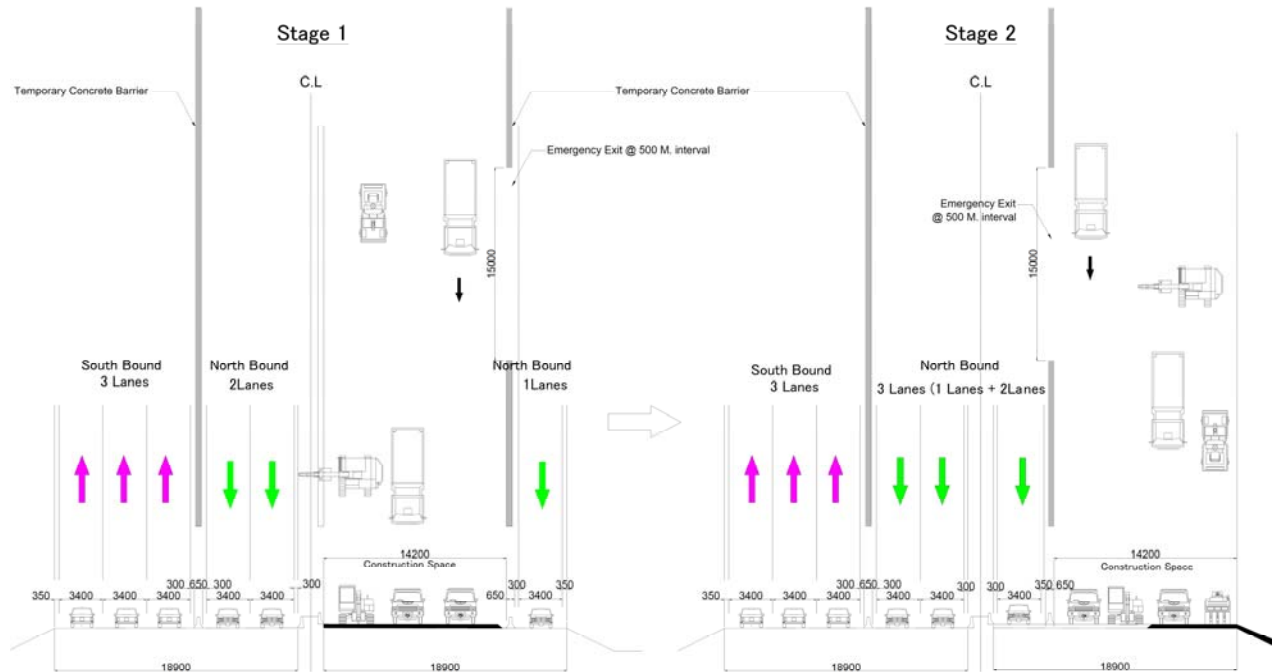 Stage 1
C.L
Temporary Concrete Barrier
Emergency Exit @ 500 M. interval
15000
South Bound
3 Lanes
North Bound
2Lanes
North Bound
1Lanes
14200
Construction Space
350
3400
3400
3400
300
650
300
3400
3400
300
650
300
3400
350
18900
18900
Stage 2
C.L
Temporary Concrete Barrier
Emergency Exit
@ 500 M. interval
15000
South Bound
3 Lanes
North Bound
3 Lanes (1 Lanes + 2Lanes
14200
Construction Space
350
3400
3400
3400
300
650
300
3400
3400
300
300
3400
350
650
18900
18900